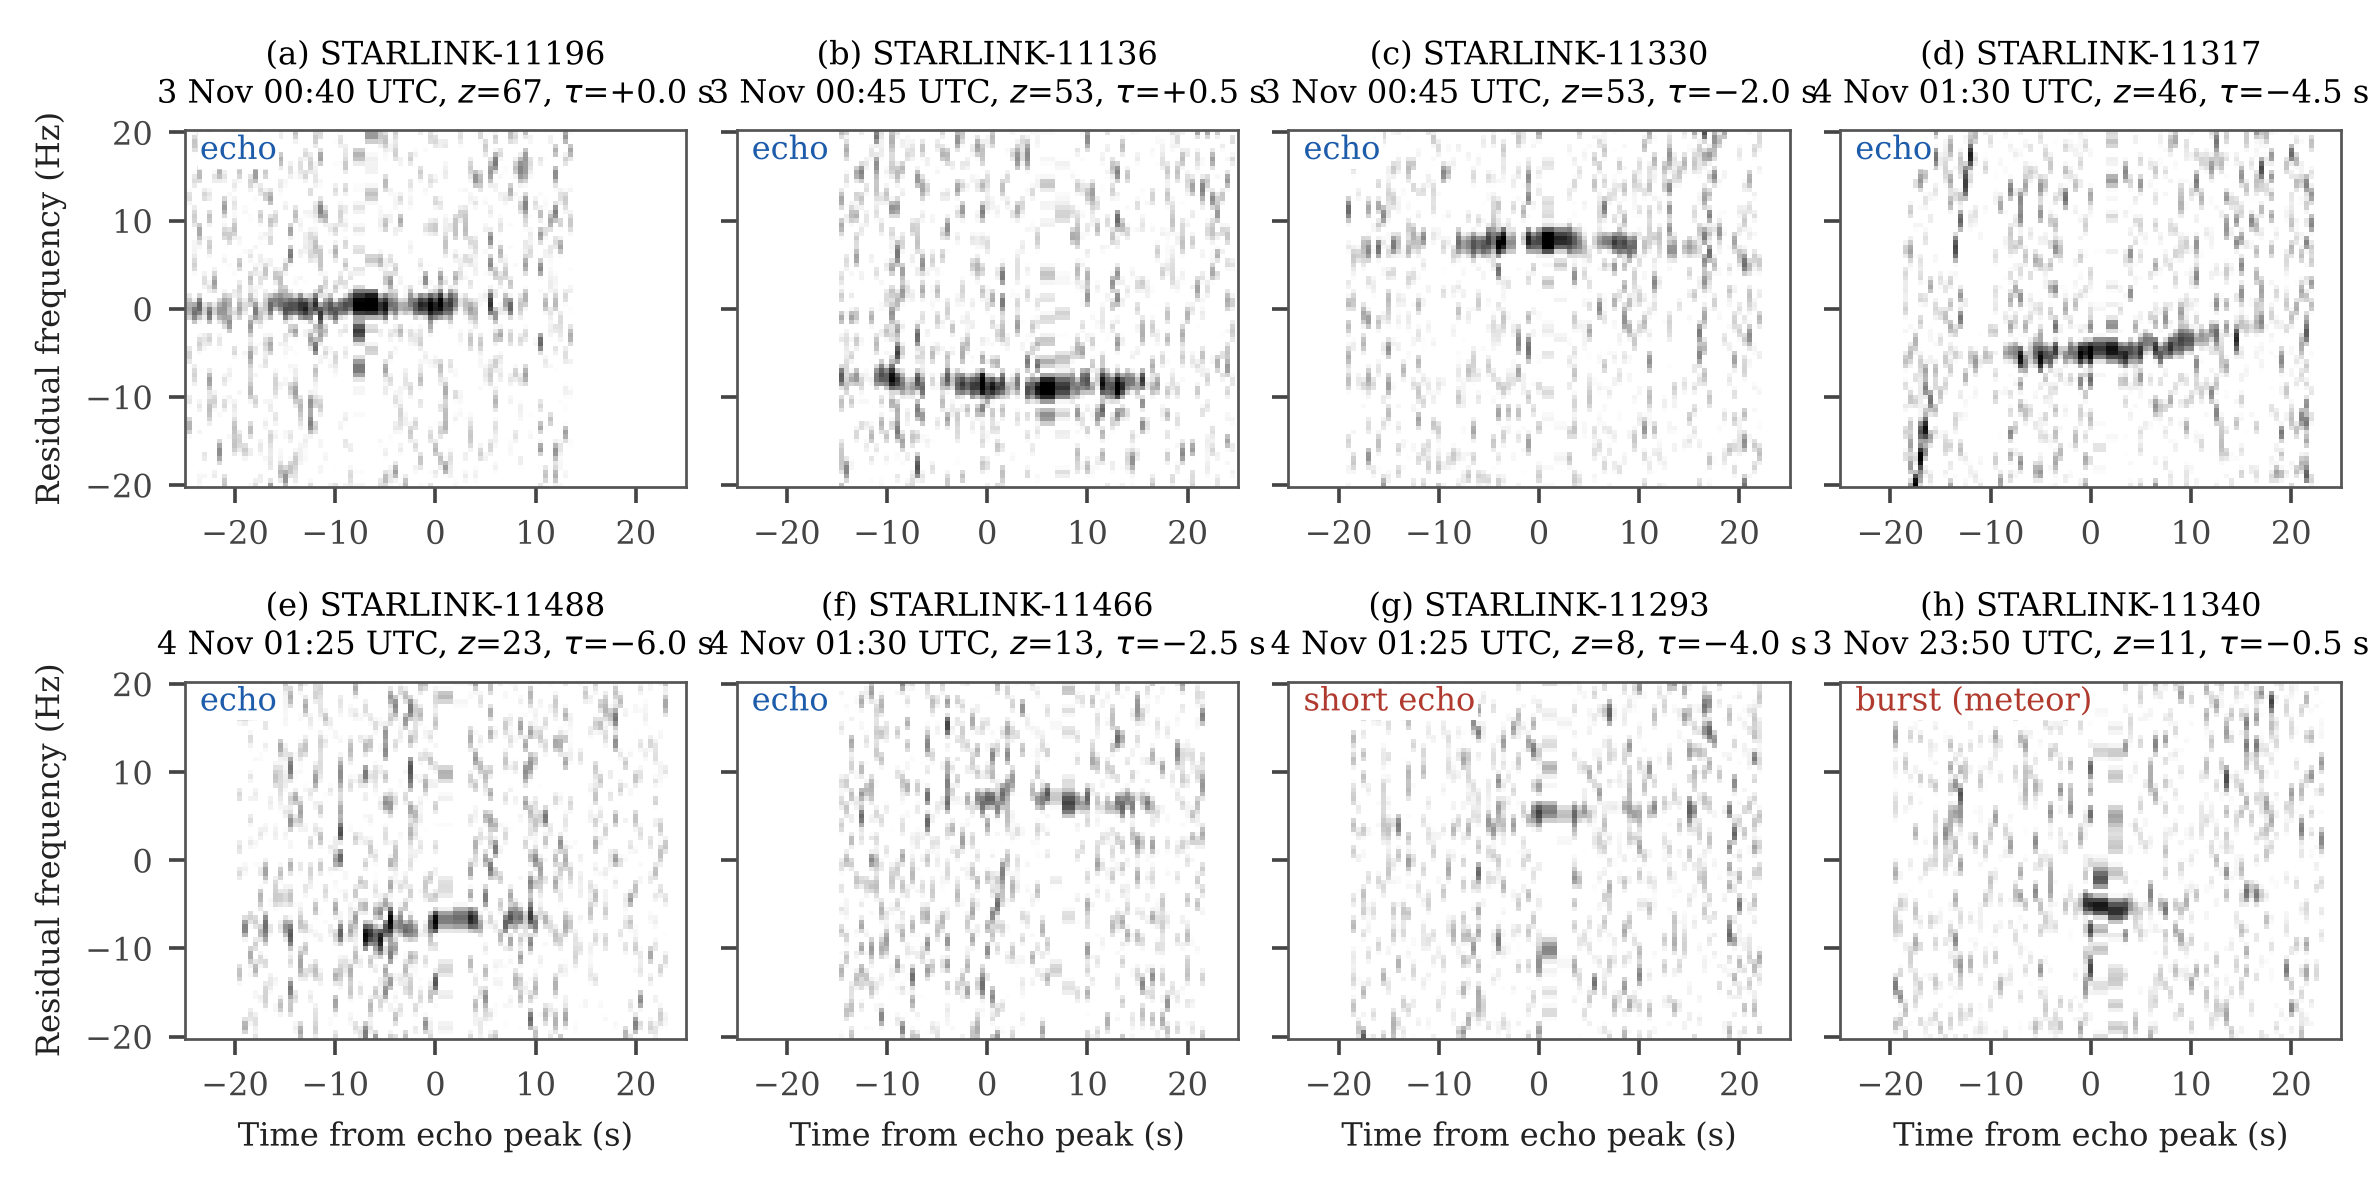 (a) STARLINK-11196
3 Nov 00:40 UTC, z=67, τ=+0.0 s
(b) STARLINK-11136
3 Nov 00:45 UTC, z=53, τ=+0.5 s
(c) STARLINK-11330
3 Nov 00:45 UTC, z=53, τ=−2.0 s
(d) STARLINK-11317
4 Nov 01:30 UTC, z=46, τ=−4.5 s
Residual frequency (Hz)
20
10
0
−10
−20
echo
echo
echo
echo
−20 −10 0 10 20
−20 −10 0 10 20
−20 −10 0 10 20
−20 −10 0 10 20
(e) STARLINK-11488
4 Nov 01:25 UTC, z=23, τ=−6.0 s
(f) STARLINK-11466
4 Nov 01:30 UTC, z=13, τ=−2.5 s
(g) STARLINK-11293
4 Nov 01:25 UTC, z=8, τ=−4.0 s
(h) STARLINK-11340
3 Nov 23:50 UTC, z=11, τ=−0.5 s
Residual frequency (Hz)
20
10
0
−10
−20
echo
echo
short echo
burst (meteor)
−20 −10 0 10 20
−20 −10 0 10 20
−20 −10 0 10 20
−20 −10 0 10 20
Time from echo peak (s)
Time from echo peak (s)
Time from echo peak (s)
Time from echo peak (s)